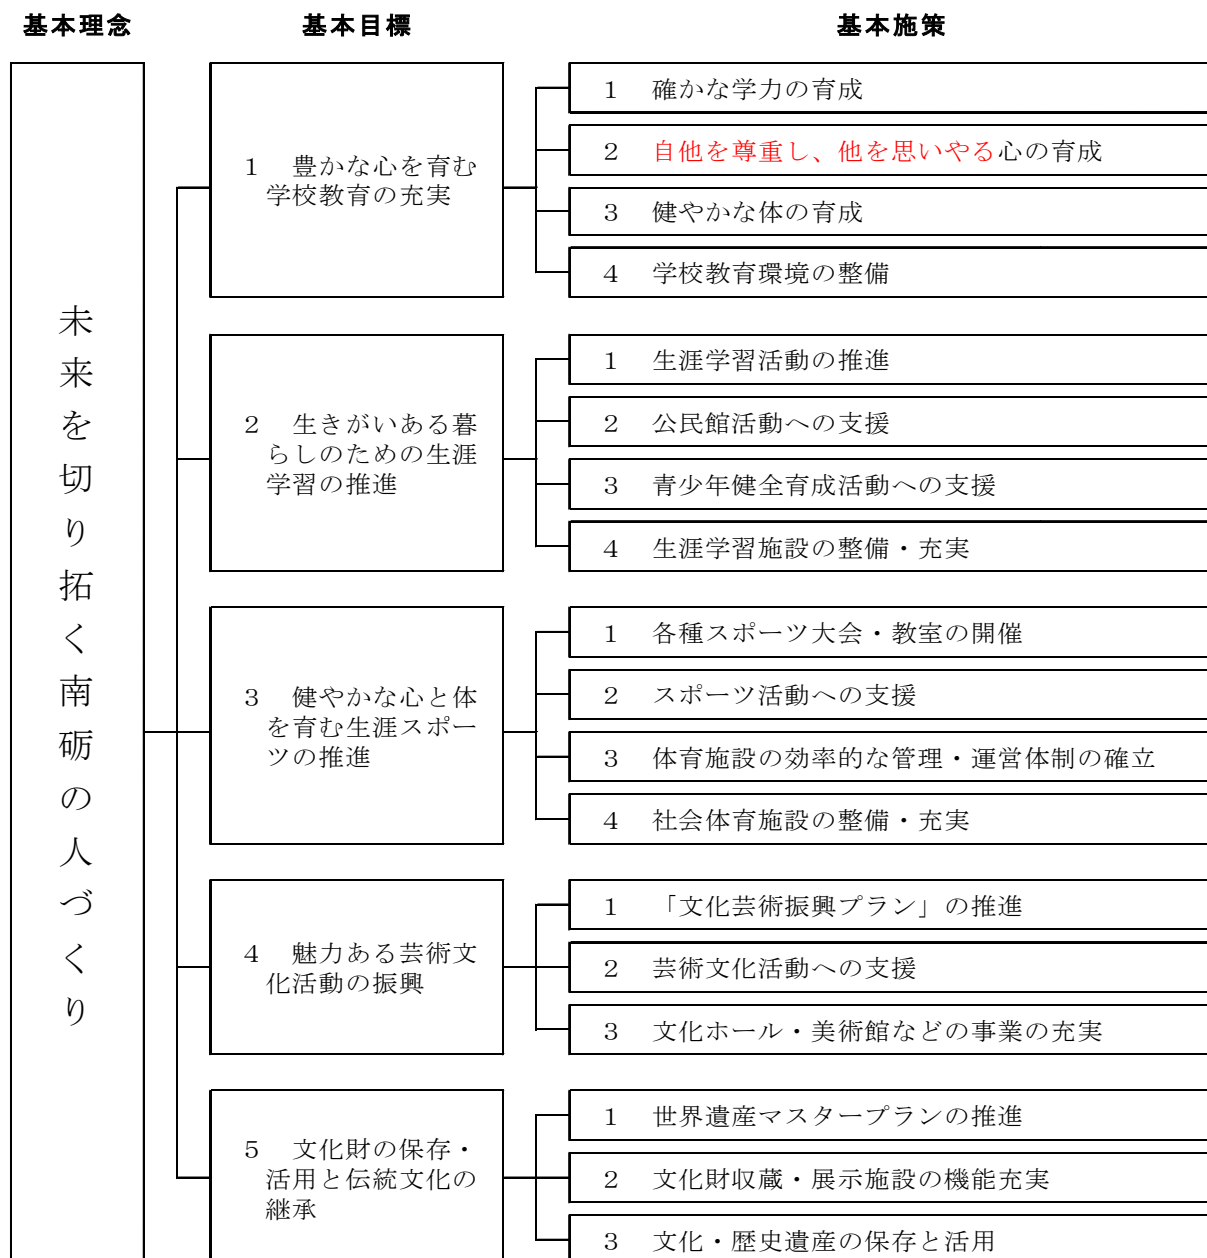 基本理念
基本目標
基本施策
未来を切り拓く南砺の人づくり
１　豊かな心を育む
学校教育の充実
１　確かな学力の育成
２　自他を尊重し、他を思いやる心の育成
３　健やかな体の育成
４　学校教育環境の整備
２　生きがいある暮
らしのための生涯
学習の推進
１　生涯学習活動の推進
２　公民館活動への支援
３　青少年健全育成活動への支援
４　生涯学習施設の整備・充実
３　健やかな心と体
を育む生涯スポー
ツの推進
１　各種スポーツ大会・教室の開催
２　スポーツ活動への支援
３　体育施設の効率的な管理・運営体制の確立
４　社会体育施設の整備・充実
４　魅力ある芸術文
化活動の振興
１　「文化芸術振興プラン」の推進
２　芸術文化活動への支援
３　文化ホール・美術館などの事業の充実
５　文化財の保存・
活用と伝統文化の
継承
１　世界遺産マスタープランの推進
２　文化財収蔵・展示施設の機能充実
３　文化・歴史遺産の保存と活用